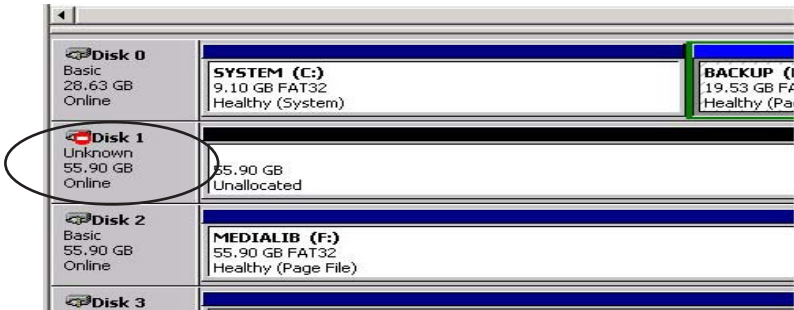 Disk 0
Basic
28.63 GB
Online
SYSTEM (C:)
9.10 GB FAT32
Healthy (System)
BACKUP (
19.53 GB FA
Healthy (Pa
Disk 1
Unknown
55.90 GB
Online
55.90 GB
Unallocated
Disk 2
Basic
55.90 GB
Online
MEDIALIB (F:)
55.90 GB FAT32
Healthy (Page File)
Disk 3